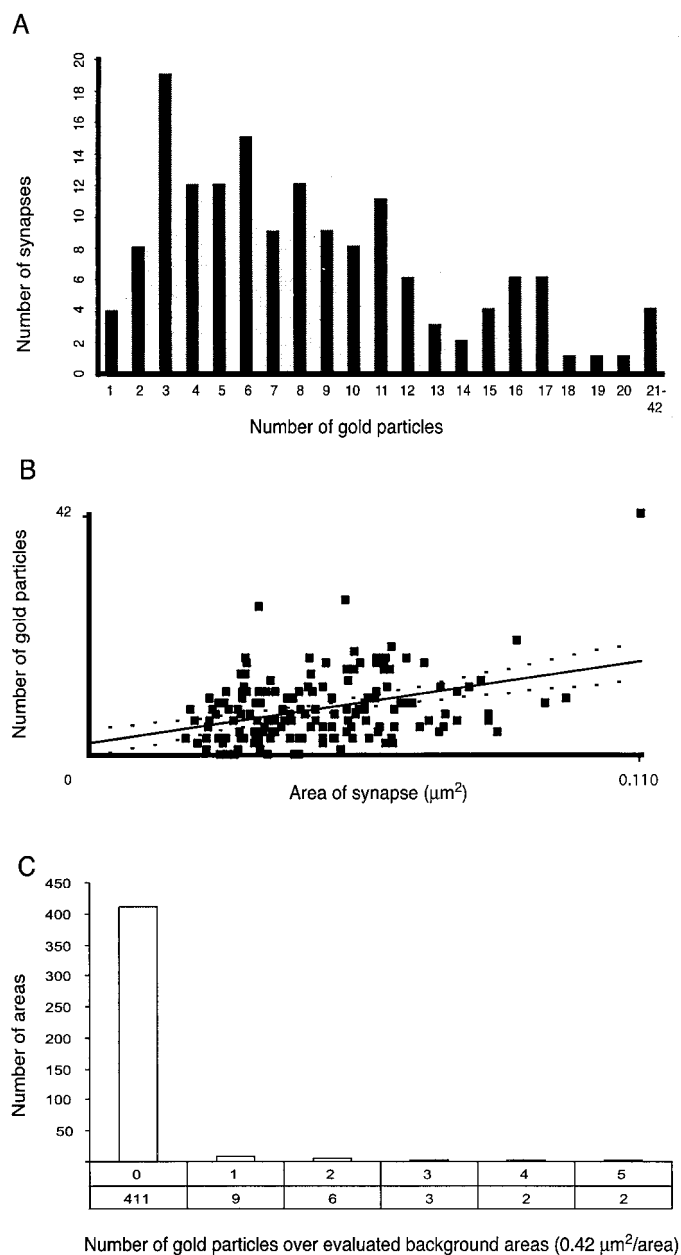 A
20
18
16
14
12
10
8
6
4
2
0
Number of synapses
1 2 3 4 5 6 7 8 9 10 11 12 13 14 15 16 17 18 19 20 21-
42
Number of gold particles
B
42
Number of gold particles
0 0.110
Area of synapse (μm²)
C
450
400
350
300
250
200
150
100
50
Number of areas
0 1 2 3 4 5
411 9 6 3 2 2
Number of gold particles over evaluated background areas (0.42 μm²/area)